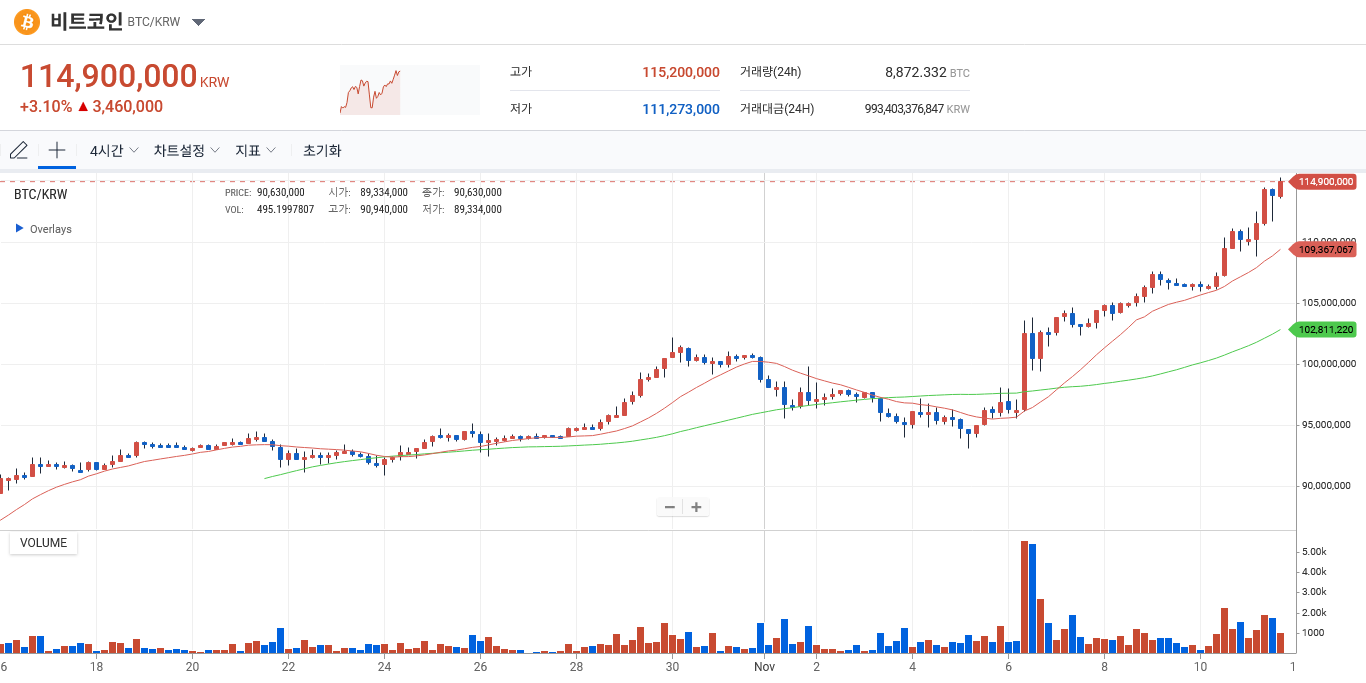 비트코인 BTC/KRW
114,900,000 KRW
+3.10% ▲ 3,460,000
고가 115,200,000
저가 111,273,000
거래량(24h) 8,872.332 BTC
거래대금(24H) 993,403,376,847 KRW
4시간 차트설정 지표 초기화
BTC/KRW
PRICE: 90,630,000 시가: 89,334,000 종가: 90,630,000
VOL: 495.1997807 고가: 90,940,000 저가: 89,334,000
Overlays
114,900,000
110,000,000
109,367,067
105,000,000
102,811,220
100,000,000
95,000,000
90,000,000
VOLUME
5.00k
4.00k
3.00k
2.00k
1000
6 18 20 22 24 26 28 30 Nov 2 4 6 8 10 1